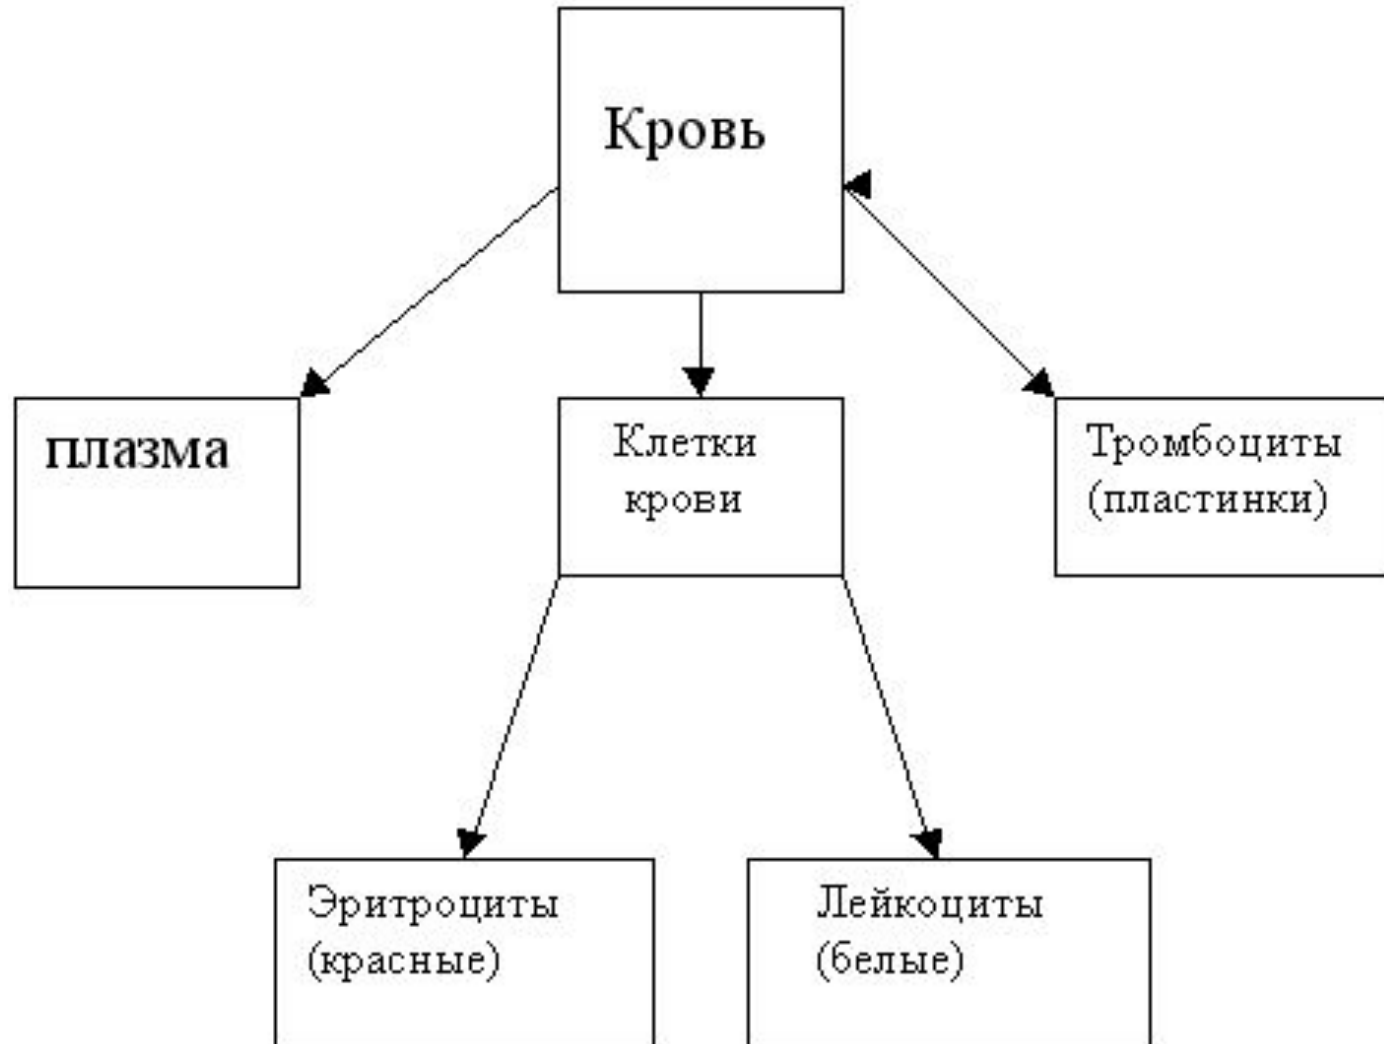 Кровь
плазма
Клетки
крови
Тромбоциты
(пластинки)
Эритроциты
(красные)
Лейкоциты
(белые)